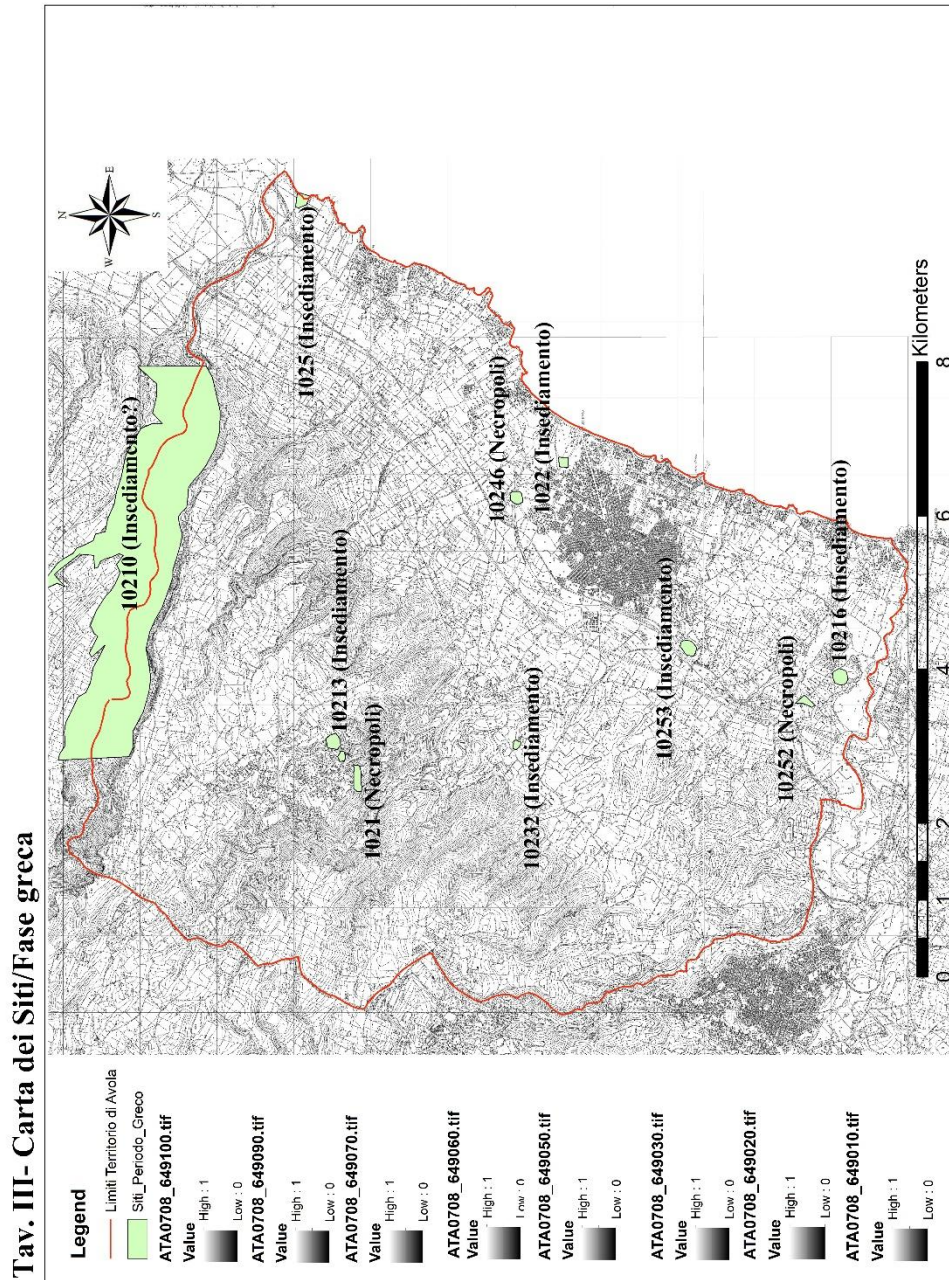 Tav. III- Carta dei Siti/Fase greca
Legend
Limiti Territorio di Avola
Siti_Periodo_Greco
ATA0708_649100.tif
Value
High : 1
Low : 0
ATA0708_649090.tif
Value
High : 1
Low : 0
ATA0708_649070.tif
Value
High : 1
Low : 0
ATA0708_649060.tif
Value
High : 1
Low : 0
ATA0708_649050.tif
Value
High : 1
Low : 0
ATA0708_649030.tif
Value
High : 1
Low : 0
ATA0708_649020.tif
Value
High : 1
Low : 0
ATA0708_649010.tif
Value
High : 1
Low : 0
N
E
S
W
10210 (Insediamento?)
1025 (Insediamento)
10213 (Insediamento)
1021 (Necropoli)
10246 (Necropoli)
1022 (Insediamento)
10232 (Insediamento)
10253 (Insediamento)
10252 (Necropoli)
10216 (Insediamento)
0 1 2 4 6 8
Kilometers